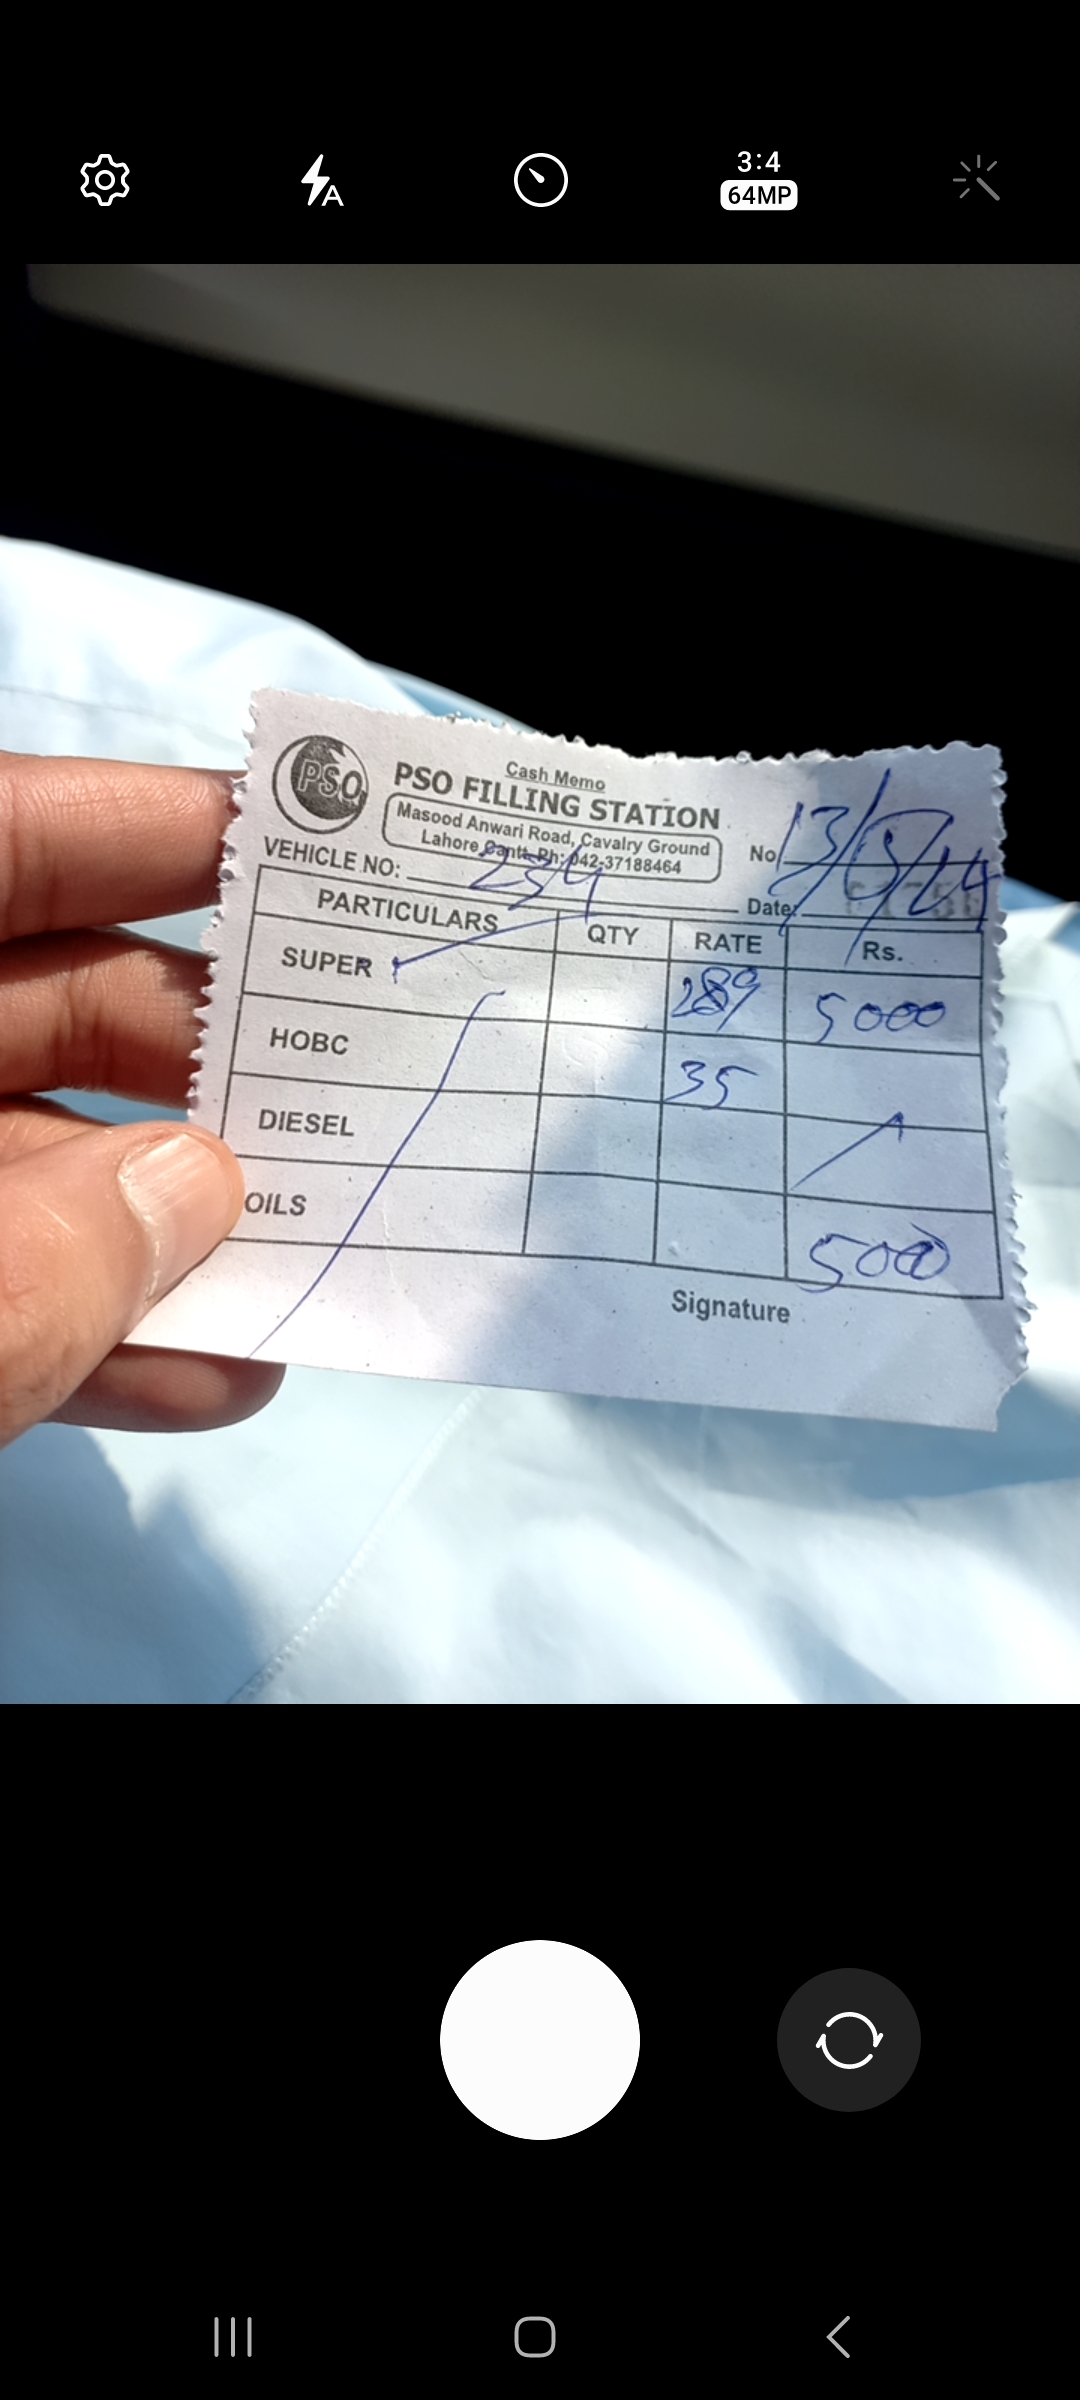 3:4
64MP
Cash Memo
PSO
PSO FILLING STATION
Masood Anwari Road, Cavalry Ground
Lahore Cantt. Ph: 042-37188464
No 13/5/24
VEHICLE NO: 234
Date:
PARTICULARS QTY RATE Rs.
SUPER 289 5000
HOBC 35
DIESEL
OILS 5000
Signature